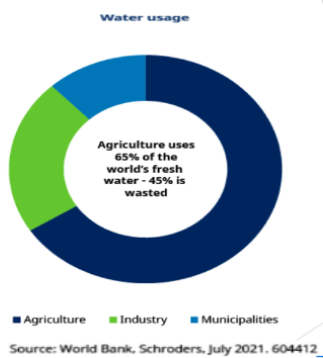 Water usage
Agriculture uses
65% of the
world's fresh
water - 45% is
wasted
Agriculture Industry Municipalities
Source: World Bank, Schroders, July 2021. 604412